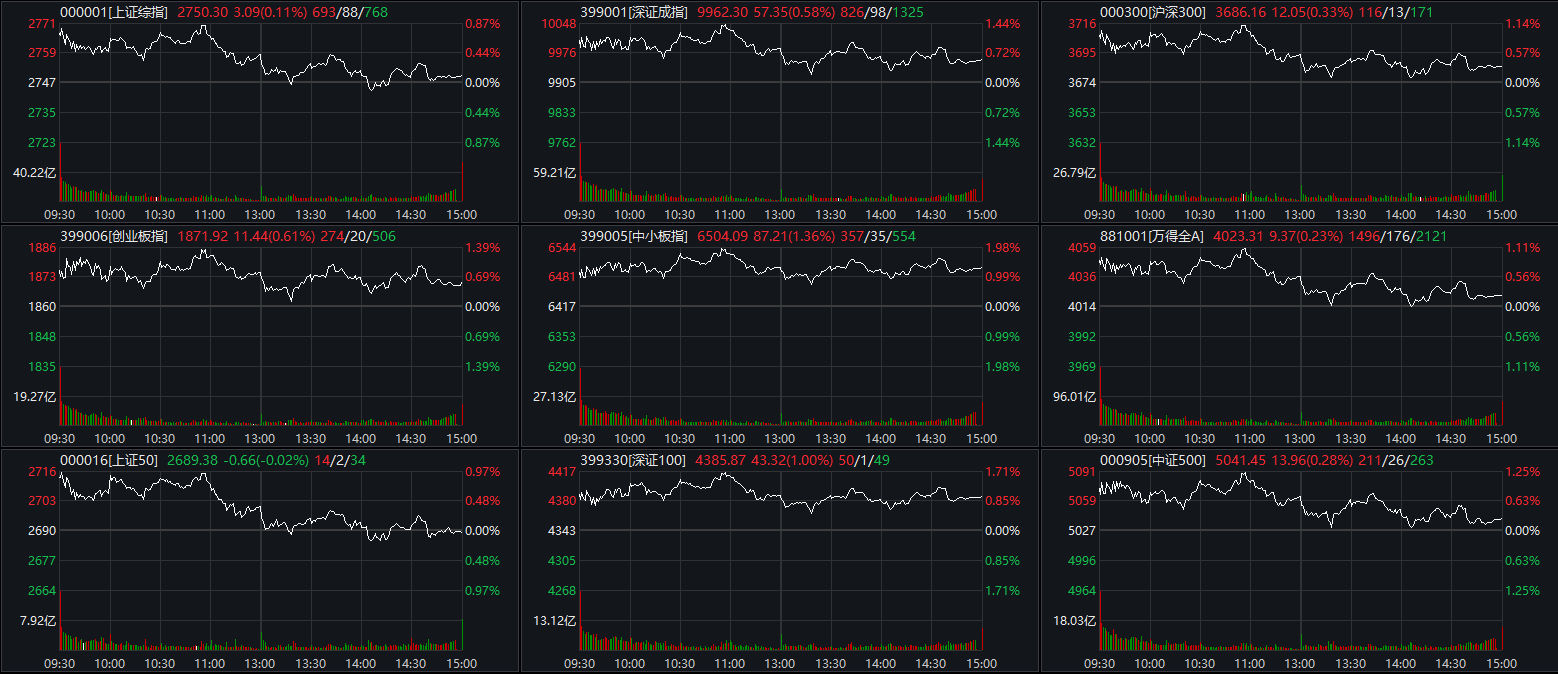 000001[上证综指] 2750.30 3.09(0.11%) 693/88/768
2771 0.87%
2759 0.44%
2747 0.00%
2735 0.44%
2723 0.87%
40.22亿
09:30 10:00 10:30 11:00 13:00 13:30 14:00 14:30 15:00
399001[深证成指] 9962.30 57.35(0.58%) 826/98/1325
10048 1.44%
9976 0.72%
9905 0.00%
9833 0.72%
9762 1.44%
59.21亿
09:30 10:00 10:30 11:00 13:00 13:30 14:00 14:30 15:00
000300[沪深300] 3686.16 12.05(0.33%) 116/13/171
3716 1.14%
3695 0.57%
3674 0.00%
3653 0.57%
3632 1.14%
26.79亿
09:30 10:00 10:30 11:00 13:00 13:30 14:00 14:30 15:00
399006[创业板指] 1871.92 11.44(0.61%) 274/20/506
1886 1.39%
1873 0.69%
1860 0.00%
1848 0.69%
1835 1.39%
19.27亿
09:30 10:00 10:30 11:00 13:00 13:30 14:00 14:30 15:00
399005[中小板指] 6504.09 87.21(1.36%) 357/35/554
6544 1.98%
6481 0.99%
6417 0.00%
6353 0.99%
6290 1.98%
27.13亿
09:30 10:00 10:30 11:00 13:00 13:30 14:00 14:30 15:00
881001[万得全A] 4023.31 9.37(0.23%) 1496/176/2121
4059 1.11%
4036 0.56%
4014 0.00%
3992 0.56%
3969 1.11%
96.01亿
09:30 10:00 10:30 11:00 13:00 13:30 14:00 14:30 15:00
000016[上证50] 2689.38 -0.66(-0.02%) 14/2/34
2716 0.97%
2703 0.48%
2690 0.00%
2677 0.48%
2664 0.97%
7.92亿
09:30 10:00 10:30 11:00 13:00 13:30 14:00 14:30 15:00
399330[深证100] 4385.87 43.32(1.00%) 50/1/49
4417 1.71%
4380 0.85%
4343 0.00%
4305 0.85%
4268 1.71%
13.12亿
09:30 10:00 10:30 11:00 13:00 13:30 14:00 14:30 15:00
000905[中证500] 5041.45 13.96(0.28%) 211/26/263
5091 1.25%
5059 0.63%
5027 0.00%
4996 0.63%
4964 1.25%
18.03亿
09:30 10:00 10:30 11:00 13:00 13:30 14:00 14:30 15:00